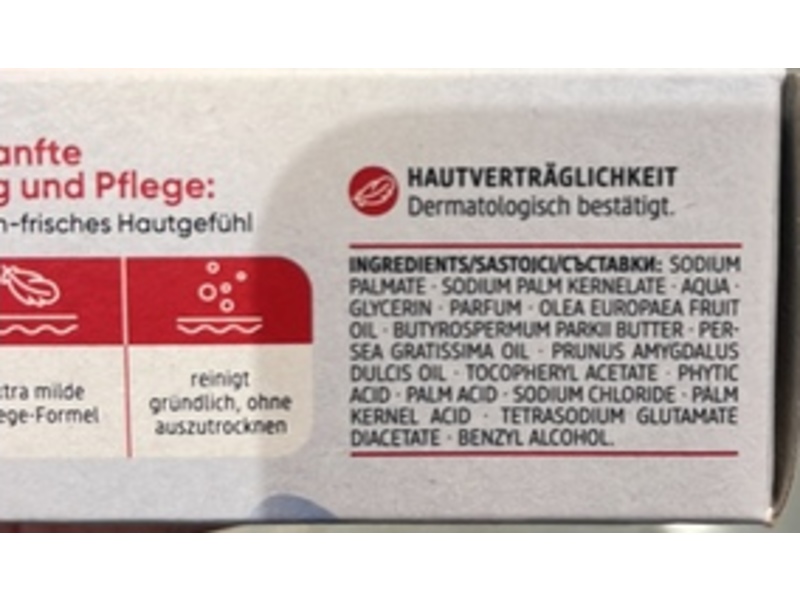 anfte
g und Pflege:
n-frisches Hautgefühl
xtra milde
ege-Formel
reinigt
gründlich, ohne
auszutrocknen
HAUTVERTRÄGLICHKEIT
Dermatologisch bestätigt.
INGREDIENTS/SASTOJCI/СЪСТАВКИ: SODIUM
PALMATE · SODIUM PALM KERNELATE · AQUA ·
GLYCERIN · PARFUM · OLEA EUROPAEA FRUIT
OIL · BUTYROSPERMUM PARKII BUTTER · PER-
SEA GRATISSIMA OIL · PRUNUS AMYGDALUS
DULCIS OIL · TOCOPHERYL ACETATE · PHYTIC
ACID · PALM ACID · SODIUM CHLORIDE · PALM
KERNEL ACID · TETRASODIUM GLUTAMATE
DIACETATE · BENZYL ALCOHOL.